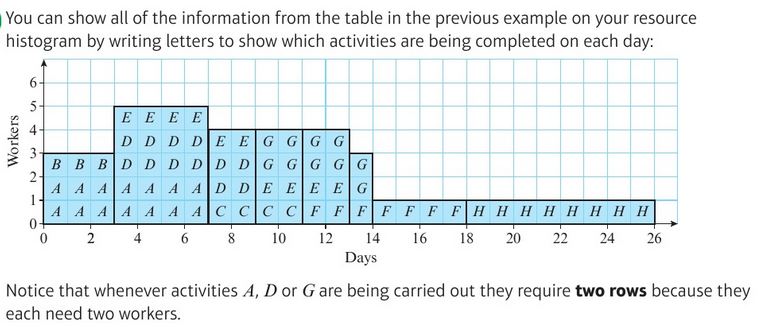 You can show all of the information from the table in the previous example on your resource
histogram by writing letters to show which activities are being completed on each day:
Workers
6
5
E E E E
4
D D D D E E G G G G
3
B B B D D D D D D G G G G G
2
A A A A A A A D D E E E E G
1
A A A A A A A C C C C F F F F F F F H H H H H H H H
0
0 2 4 6 8 10 12 14 16 18 20 22 24 26
Days
Notice that whenever activities A, D or G are being carried out they require two rows because they
each need two workers.